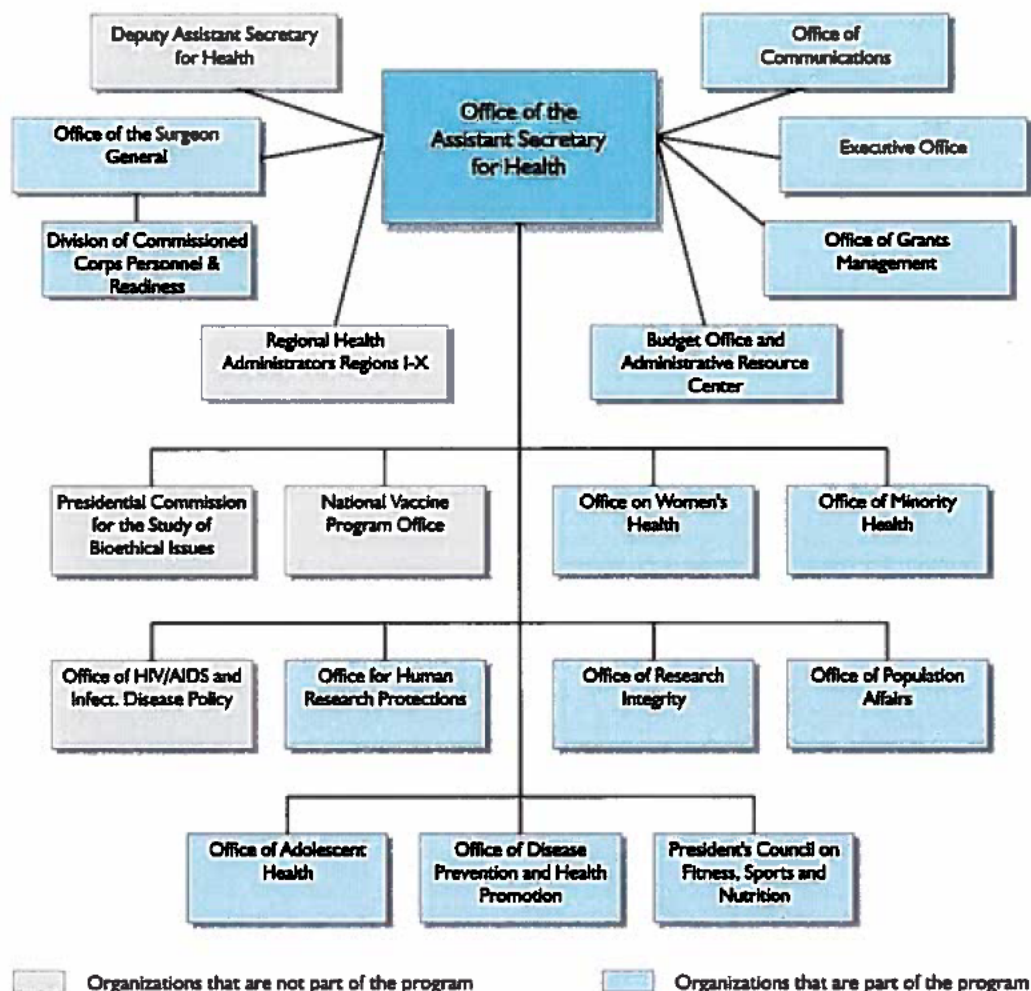 Deputy Assistant Secretary
for Health
Office of
Communications
Office of the
Assistant Secretary
for Health
Office of the Surgeon
General
Executive Office
Division of Commissioned
Corps Personnel &
Readiness
Office of Grants
Management
Regional Health
Administrators Regions I-X
Budget Office and
Administrative Resource
Center
Presidential Commission
for the Study of
Bioethical Issues
National Vaccine
Program Office
Office on Women's
Health
Office of Minority
Health
Office of HIV/AIDS and
Infect. Disease Policy
Office for Human
Research Protections
Office of Research
Integrity
Office of Population
Affairs
Office of Adolescent
Health
Office of Disease
Prevention and Health
Promotion
President's Council on
Fitness, Sports and
Nutrition
Organizations that are not part of the program
Organizations that are part of the program